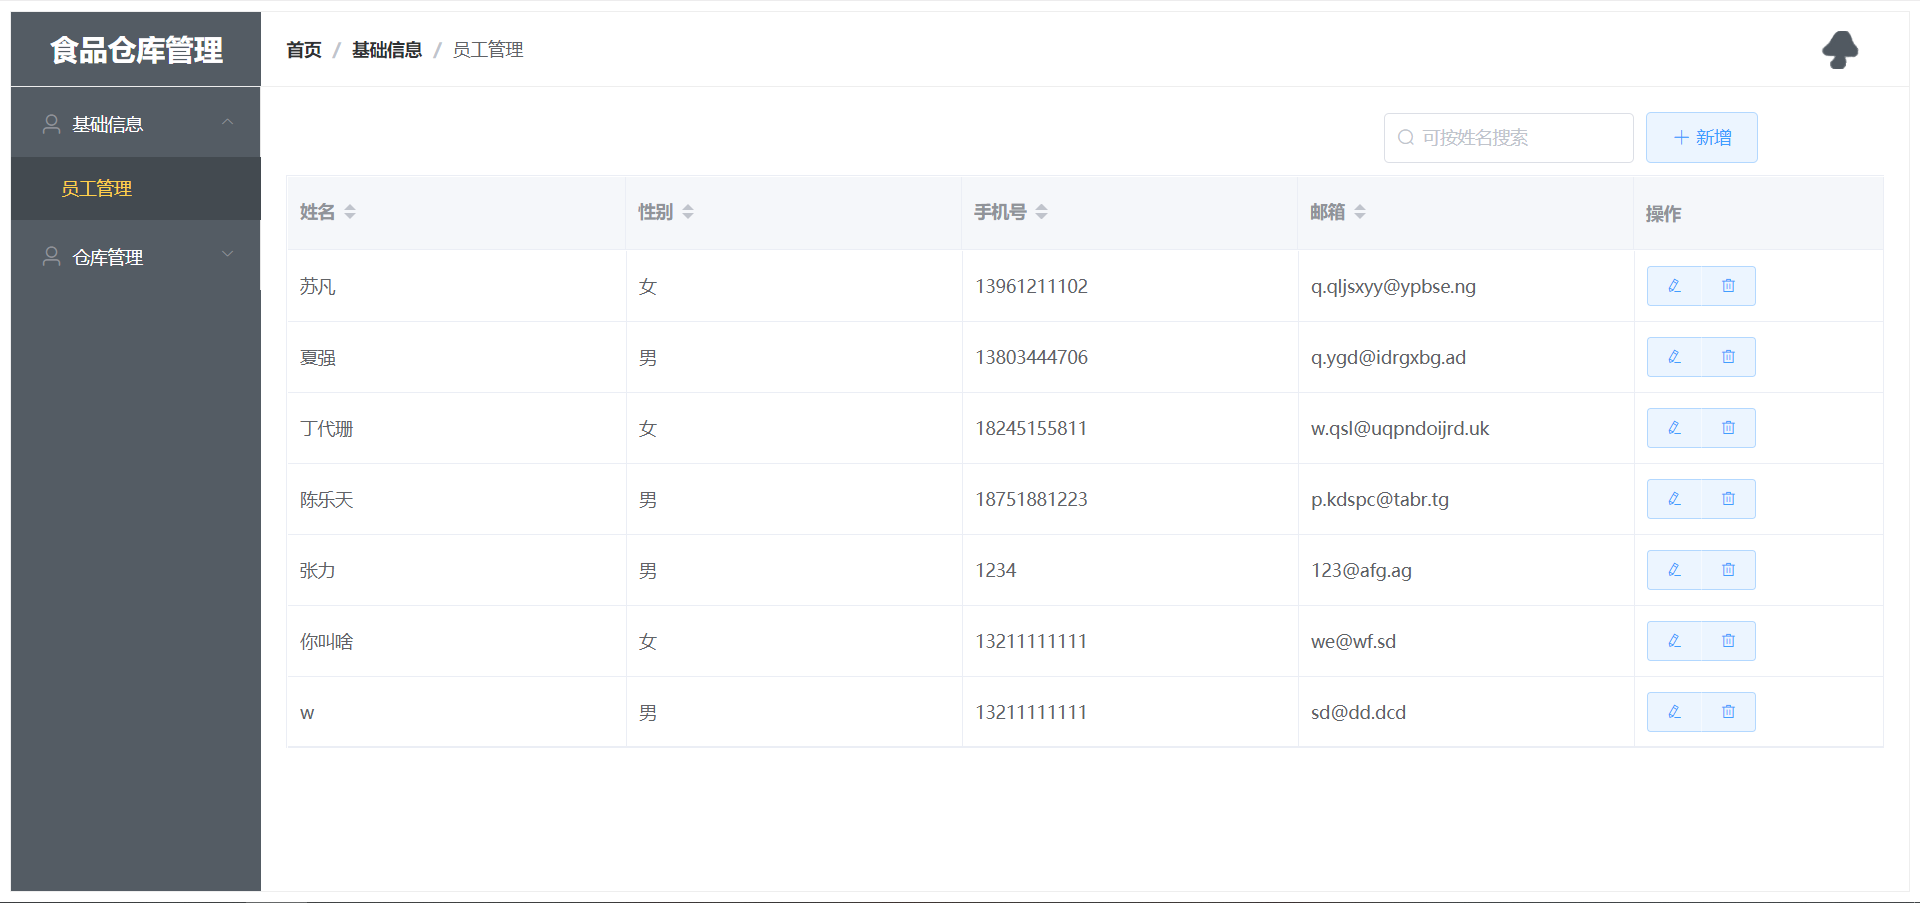 食品仓库管理
首页 / 基础信息 / 员工管理
基础信息
员工管理
仓库管理
可按姓名搜索
新增
姓名 性别 手机号 邮箱 操作
苏凡 女 13961211102 q.qljsxyy@ypbse.ng
夏强 男 13803444706 q.ygd@idrgxbg.ad
丁代珊 女 18245155811 w.qsl@uqpndoijrd.uk
陈乐天 男 18751881223 p.kdspc@tabr.tg
张力 男 1234 123@afg.ag
你叫啥 女 13211111111 we@wf.sd
w 男 13211111111 sd@dd.dcd